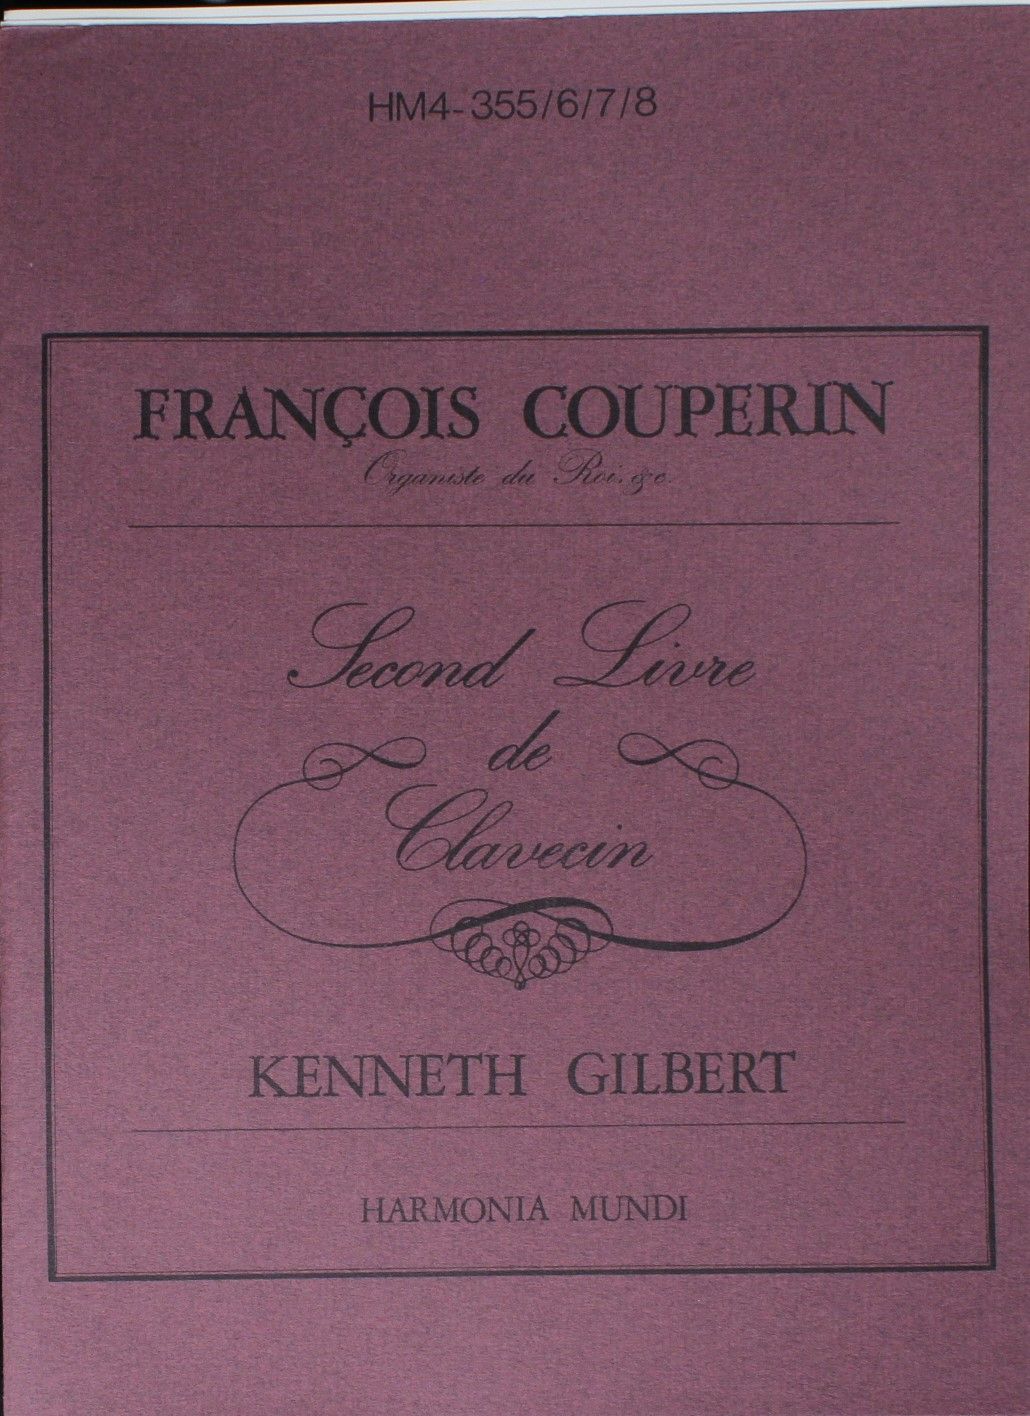 HM4-355/6/7/8
FRANÇOIS COUPERIN
Organiste du Roi, &c.
Second Livre
de
Clavecin
KENNETH GILBERT
HARMONIA MUNDI